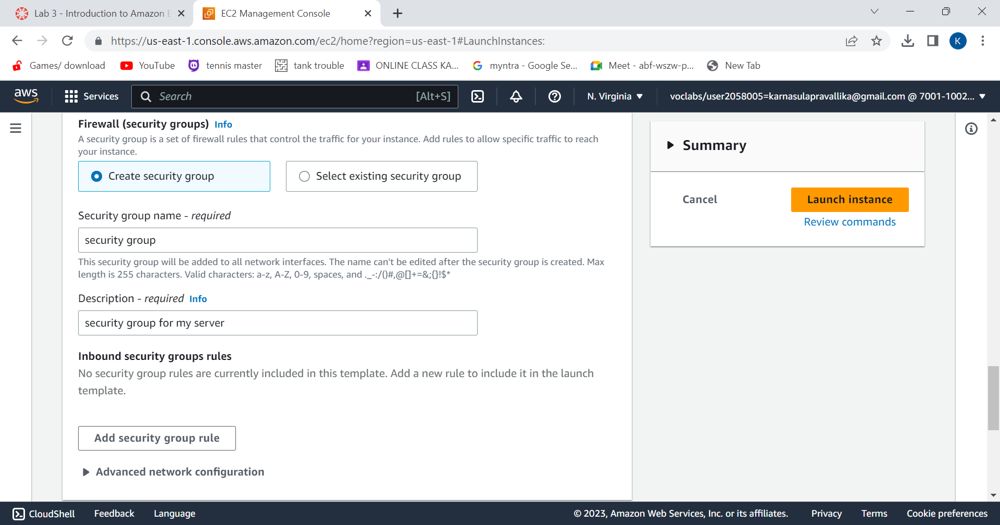 Lab 3 - Introduction to Amazon E
EC2 Management Console
https://us-east-1.console.aws.amazon.com/ec2/home?region=us-east-1#LaunchInstances:
K
Games/ download
YouTube
tennis master
tank trouble
ONLINE CLASS KA...
myntra - Google Se...
Meet - abf-wszw-p...
New Tab
aws
Services
Search
[Alt+S]
N. Virginia
voclabs/user2058005=karnasulapravallika@gmail.com @ 7001-1002...
Firewall (security groups) Info
A security group is a set of firewall rules that control the traffic for your instance. Add rules to allow specific traffic to reach
your instance.
Create security group
Select existing security group
Security group name - required
security group
This security group will be added to all network interfaces. The name can't be edited after the security group is created. Max
length is 255 characters. Valid characters: a-z, A-Z, 0-9, spaces, and ._-:/()#,@[]+=&;{}!$*
Description - required Info
security group for my server
Inbound security groups rules
No security group rules are currently included in this template. Add a new rule to include it in the launch
template.
Add security group rule
Advanced network configuration
Summary
Cancel
Launch instance
Review commands
CloudShell
Feedback
Language
© 2023, Amazon Web Services, Inc. or its affiliates.
Privacy
Terms
Cookie preferences